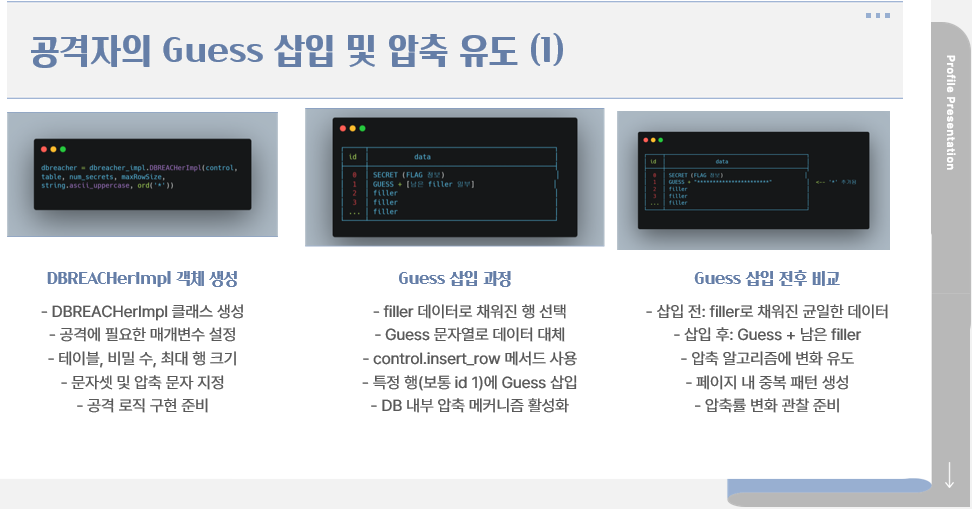 공격자의 Guess 삽입 및 압축 유도 (1)
Profile Presentation
dbreacher = dbreacher_impl.DBREACHerImpl(control,
table, num_secrets, maxRowSize,
string.ascii_uppercase, ord('*'))
id data
0 SECRET (FLAG 정보)
1 GUESS + [남은 filler 일부]
2 filler
3 filler
... filler
id data
0 SECRET (FLAG 정보)
1 GUESS + "***********************" <-- '*' 추가됨
2 filler
3 filler
... filler
DBREACHerImpl 객체 생성
- DBREACHerImpl 클래스 생성
- 공격에 필요한 매개변수 설정
- 테이블, 비밀 수, 최대 행 크기
- 문자셋 및 압축 문자 지정
- 공격 로직 구현 준비
Guess 삽입 과정
- filler 데이터로 채워진 행 선택
- Guess 문자열로 데이터 대체
- control.insert_row 메서드 사용
- 특정 행(보통 id 1)에 Guess 삽입
- DB 내부 압축 메커니즘 활성화
Guess 삽입 전후 비교
- 삽입 전: filler로 채워진 균일한 데이터
- 삽입 후: Guess + 남은 filler
- 압축 알고리즘에 변화 유도
- 페이지 내 중복 패턴 생성
- 압축률 변화 관찰 준비